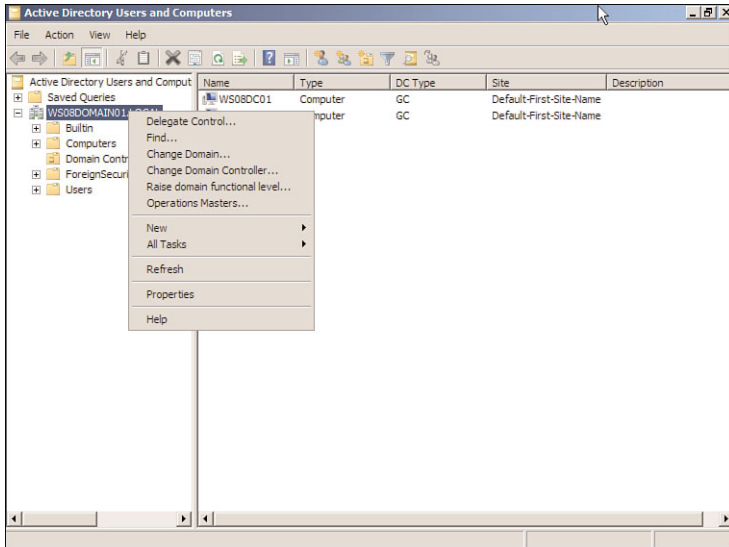 Active Directory Users and Computers
File Action View Help
Active Directory Users and Comput
Name Type DC Type Site Description
Saved Queries
WS08DC01 Computer GC Default-First-Site-Name
WS08DOMAIN01.LOCAL
mputer GC Default-First-Site-Name
Builtin
Computers
Domain Contr
ForeignSecuri
Users
Delegate Control...
Find...
Change Domain...
Change Domain Controller...
Raise domain functional level...
Operations Masters...
New
All Tasks
Refresh
Properties
Help